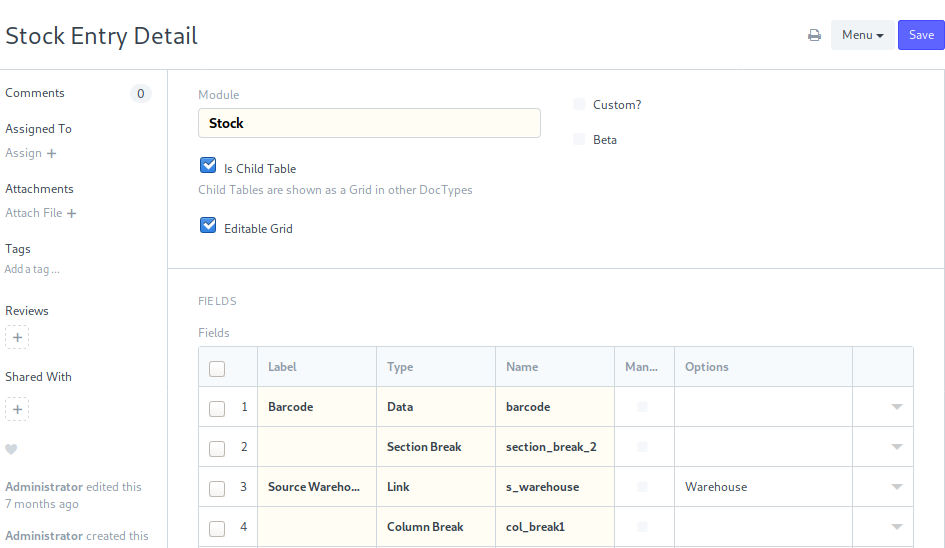 Stock Entry Detail
Menu
Save
Comments
0
Assigned To
Assign +
Attachments
Attach File +
Tags
Add a tag ...
Reviews
+
Shared With
+
Administrator edited this
7 months ago
Administrator created this
Module
Stock
Custom?
Beta
Is Child Table
Child Tables are shown as a Grid in other DocTypes
Editable Grid
FIELDS
Fields
Label Type Name Man... Options
1 Barcode Data barcode
2 Section Break section_break_2
3 Source Wareho... Link s_warehouse Warehouse
4 Column Break col_break1